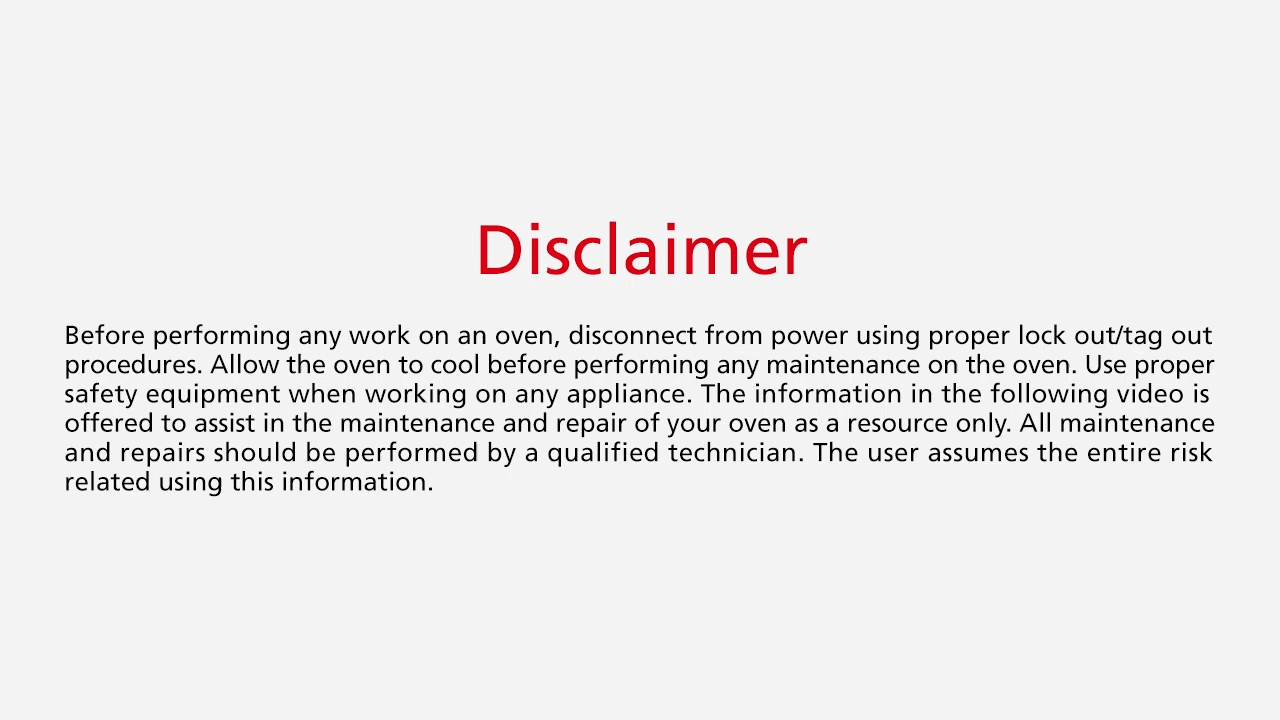 Disclaimer
Before performing any work on an oven, disconnect from power using proper lock out/tag out
procedures. Allow the oven to cool before performing any maintenance on the oven. Use proper
safety equipment when working on any appliance. The information in the following video is
offered to assist in the maintenance and repair of your oven as a resource only. All maintenance
and repairs should be performed by a qualified technician. The user assumes the entire risk
related using this information.